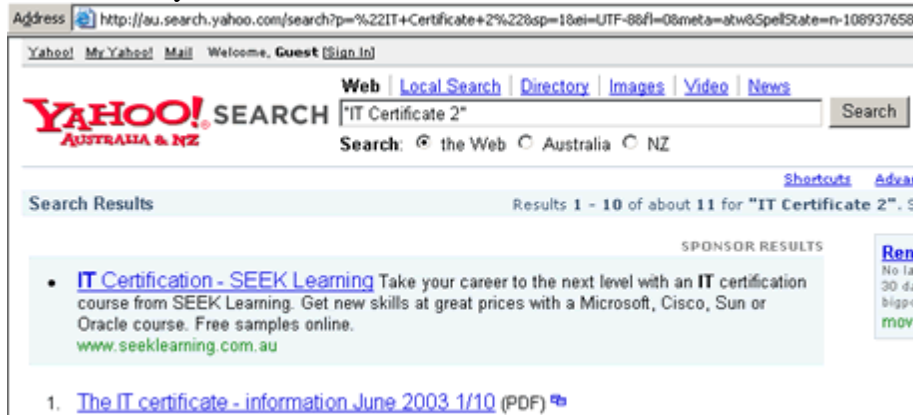 Address http://au.search.yahoo.com/search?p=%22IT+Certificate+2%22&sp=1&ei=UTF-8&fl=0&meta=atw&SpellState=n-108937658
Yahoo! My Yahoo! Mail Welcome, Guest [Sign In]
Web | Local Search | Directory | Images | Video | News
YAHOO! SEARCH "IT Certificate 2" Search
AUSTRALIA & NZ Search: the Web Australia NZ
Shortcuts
Search Results Results 1 - 10 of about 11 for "IT Certificate 2".
SPONSOR RESULTS
• IT Certification - SEEK Learning Take your career to the next level with an IT certification
course from SEEK Learning. Get new skills at great prices with a Microsoft, Cisco, Sun or
Oracle course. Free samples online.
www.seeklearning.com.au
Ren
No la
30 da
bigp
mov
1. The IT certificate - information June 2003 1/10 (PDF)